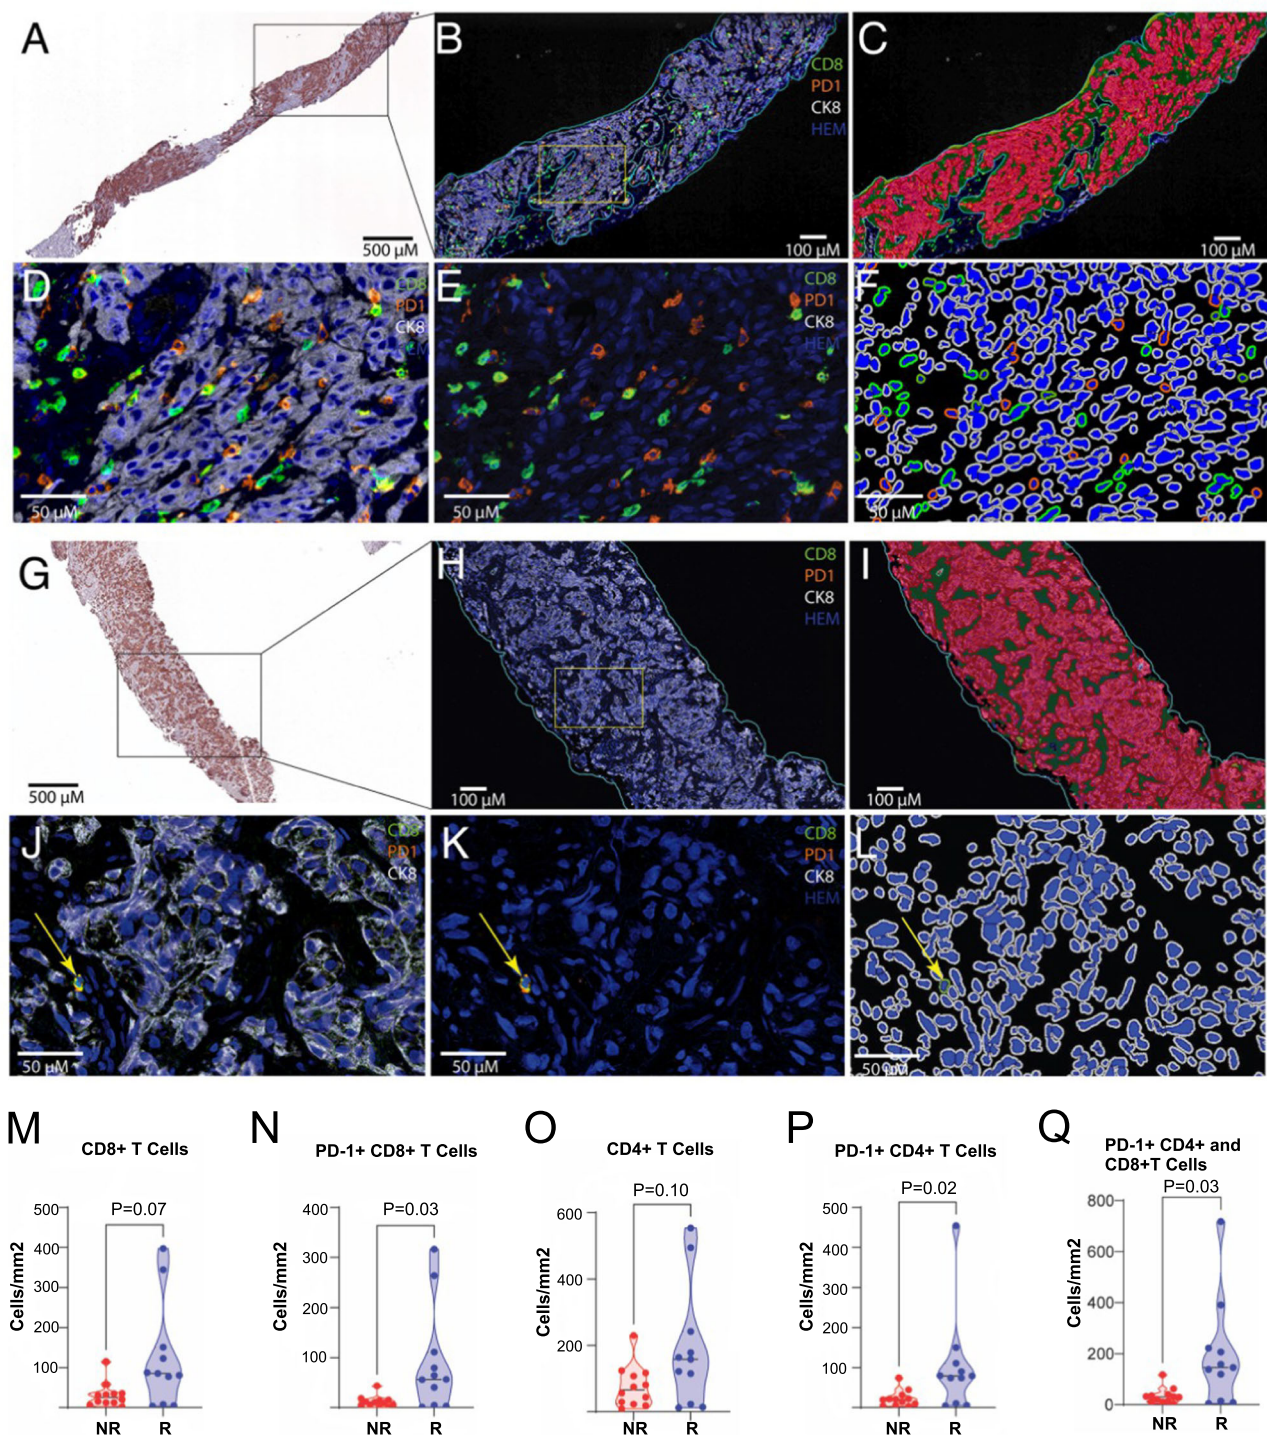 A
500 µM
B
CD8
PD1
CK8
HEM
100 µM
C
100 µM
D
CD8
PD1
CK8
HEM
50 µM
E
CD8
PD1
CK8
HEM
50 µM
F
50 µM
G
500 µM
H
CD8
PD1
CK8
HEM
100 µM
I
100 µM
J
CD8
PD1
CK8
50 µM
K
CD8
PD1
CK8
HEM
50 µM
L
50 µM
M
CD8+ T Cells
P=0.07
Cells/mm2
500
400
300
200
100
NR R
N
PD-1+ CD8+ T Cells
P=0.03
Cells/mm2
400
300
200
100
NR R
O
CD4+ T Cells
P=0.10
Cells/mm2
600
400
200
NR R
P
PD-1+ CD4+ T Cells
P=0.02
Cells/mm2
500
400
300
200
100
NR R
Q
PD-1+ CD4+ and
CD8+T Cells
P=0.03
Cells/mm2
800
600
400
200
0
NR R